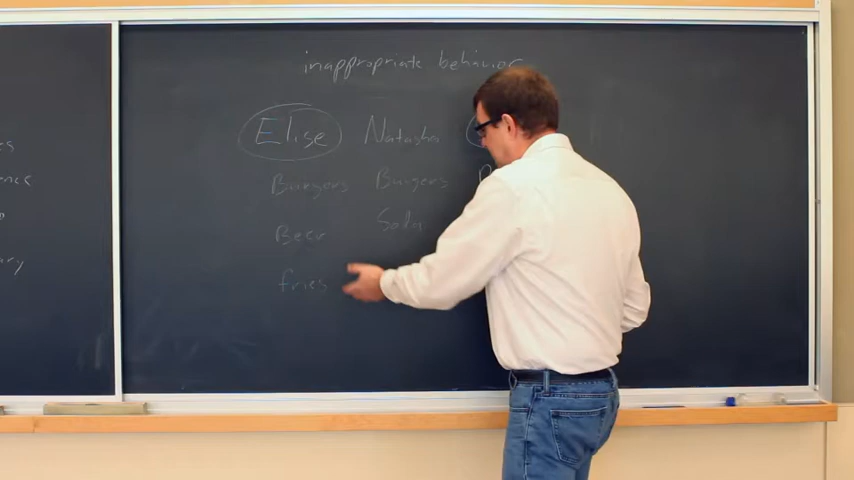 inappropriate behavior
Elise Natasha
Burgers Burgers
Soda
Beer
fries